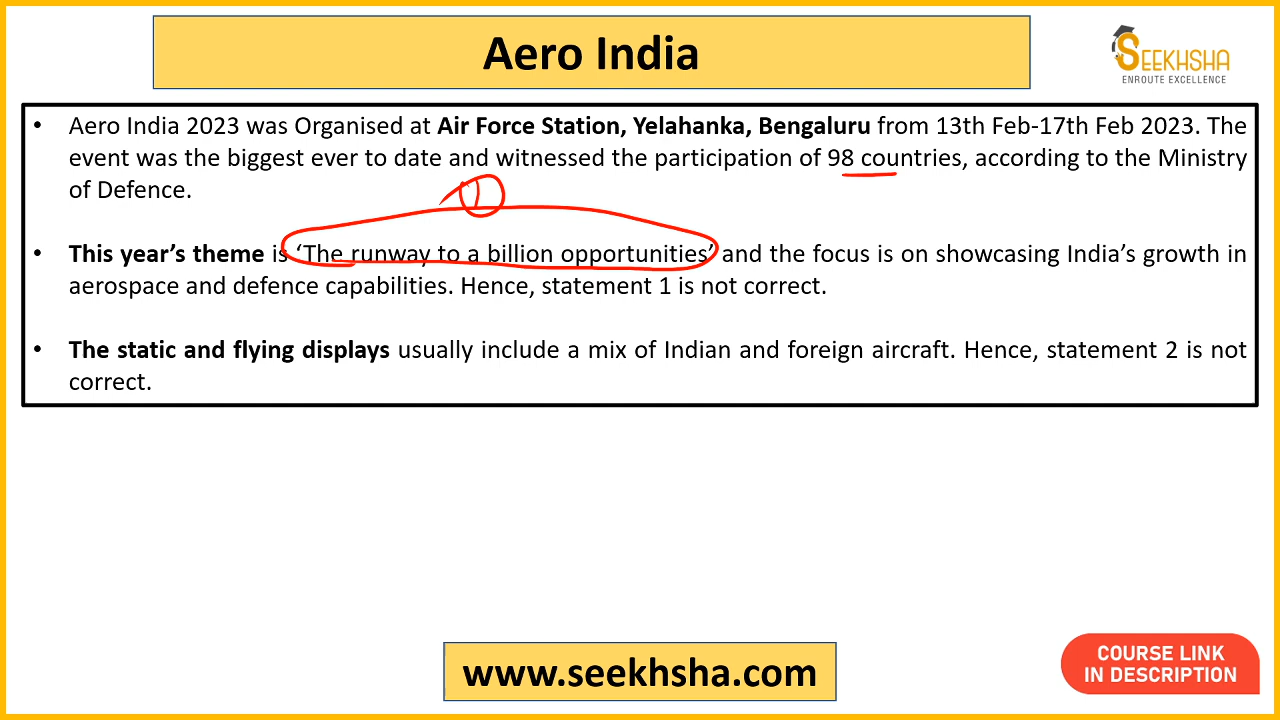 Aero India
SEEKHSHA
ENROUTE EXCELLENCE
• Aero India 2023 was Organised at Air Force Station, Yelahanka, Bengaluru from 13th Feb-17th Feb 2023. The
event was the biggest ever to date and witnessed the participation of 98 countries, according to the Ministry
of Defence.
• This year’s theme is ‘The runway to a billion opportunities’ and the focus is on showcasing India’s growth in
aerospace and defence capabilities. Hence, statement 1 is not correct.
• The static and flying displays usually include a mix of Indian and foreign aircraft. Hence, statement 2 is not
correct.
www.seekhsha.com
COURSE LINK
IN DESCRIPTION